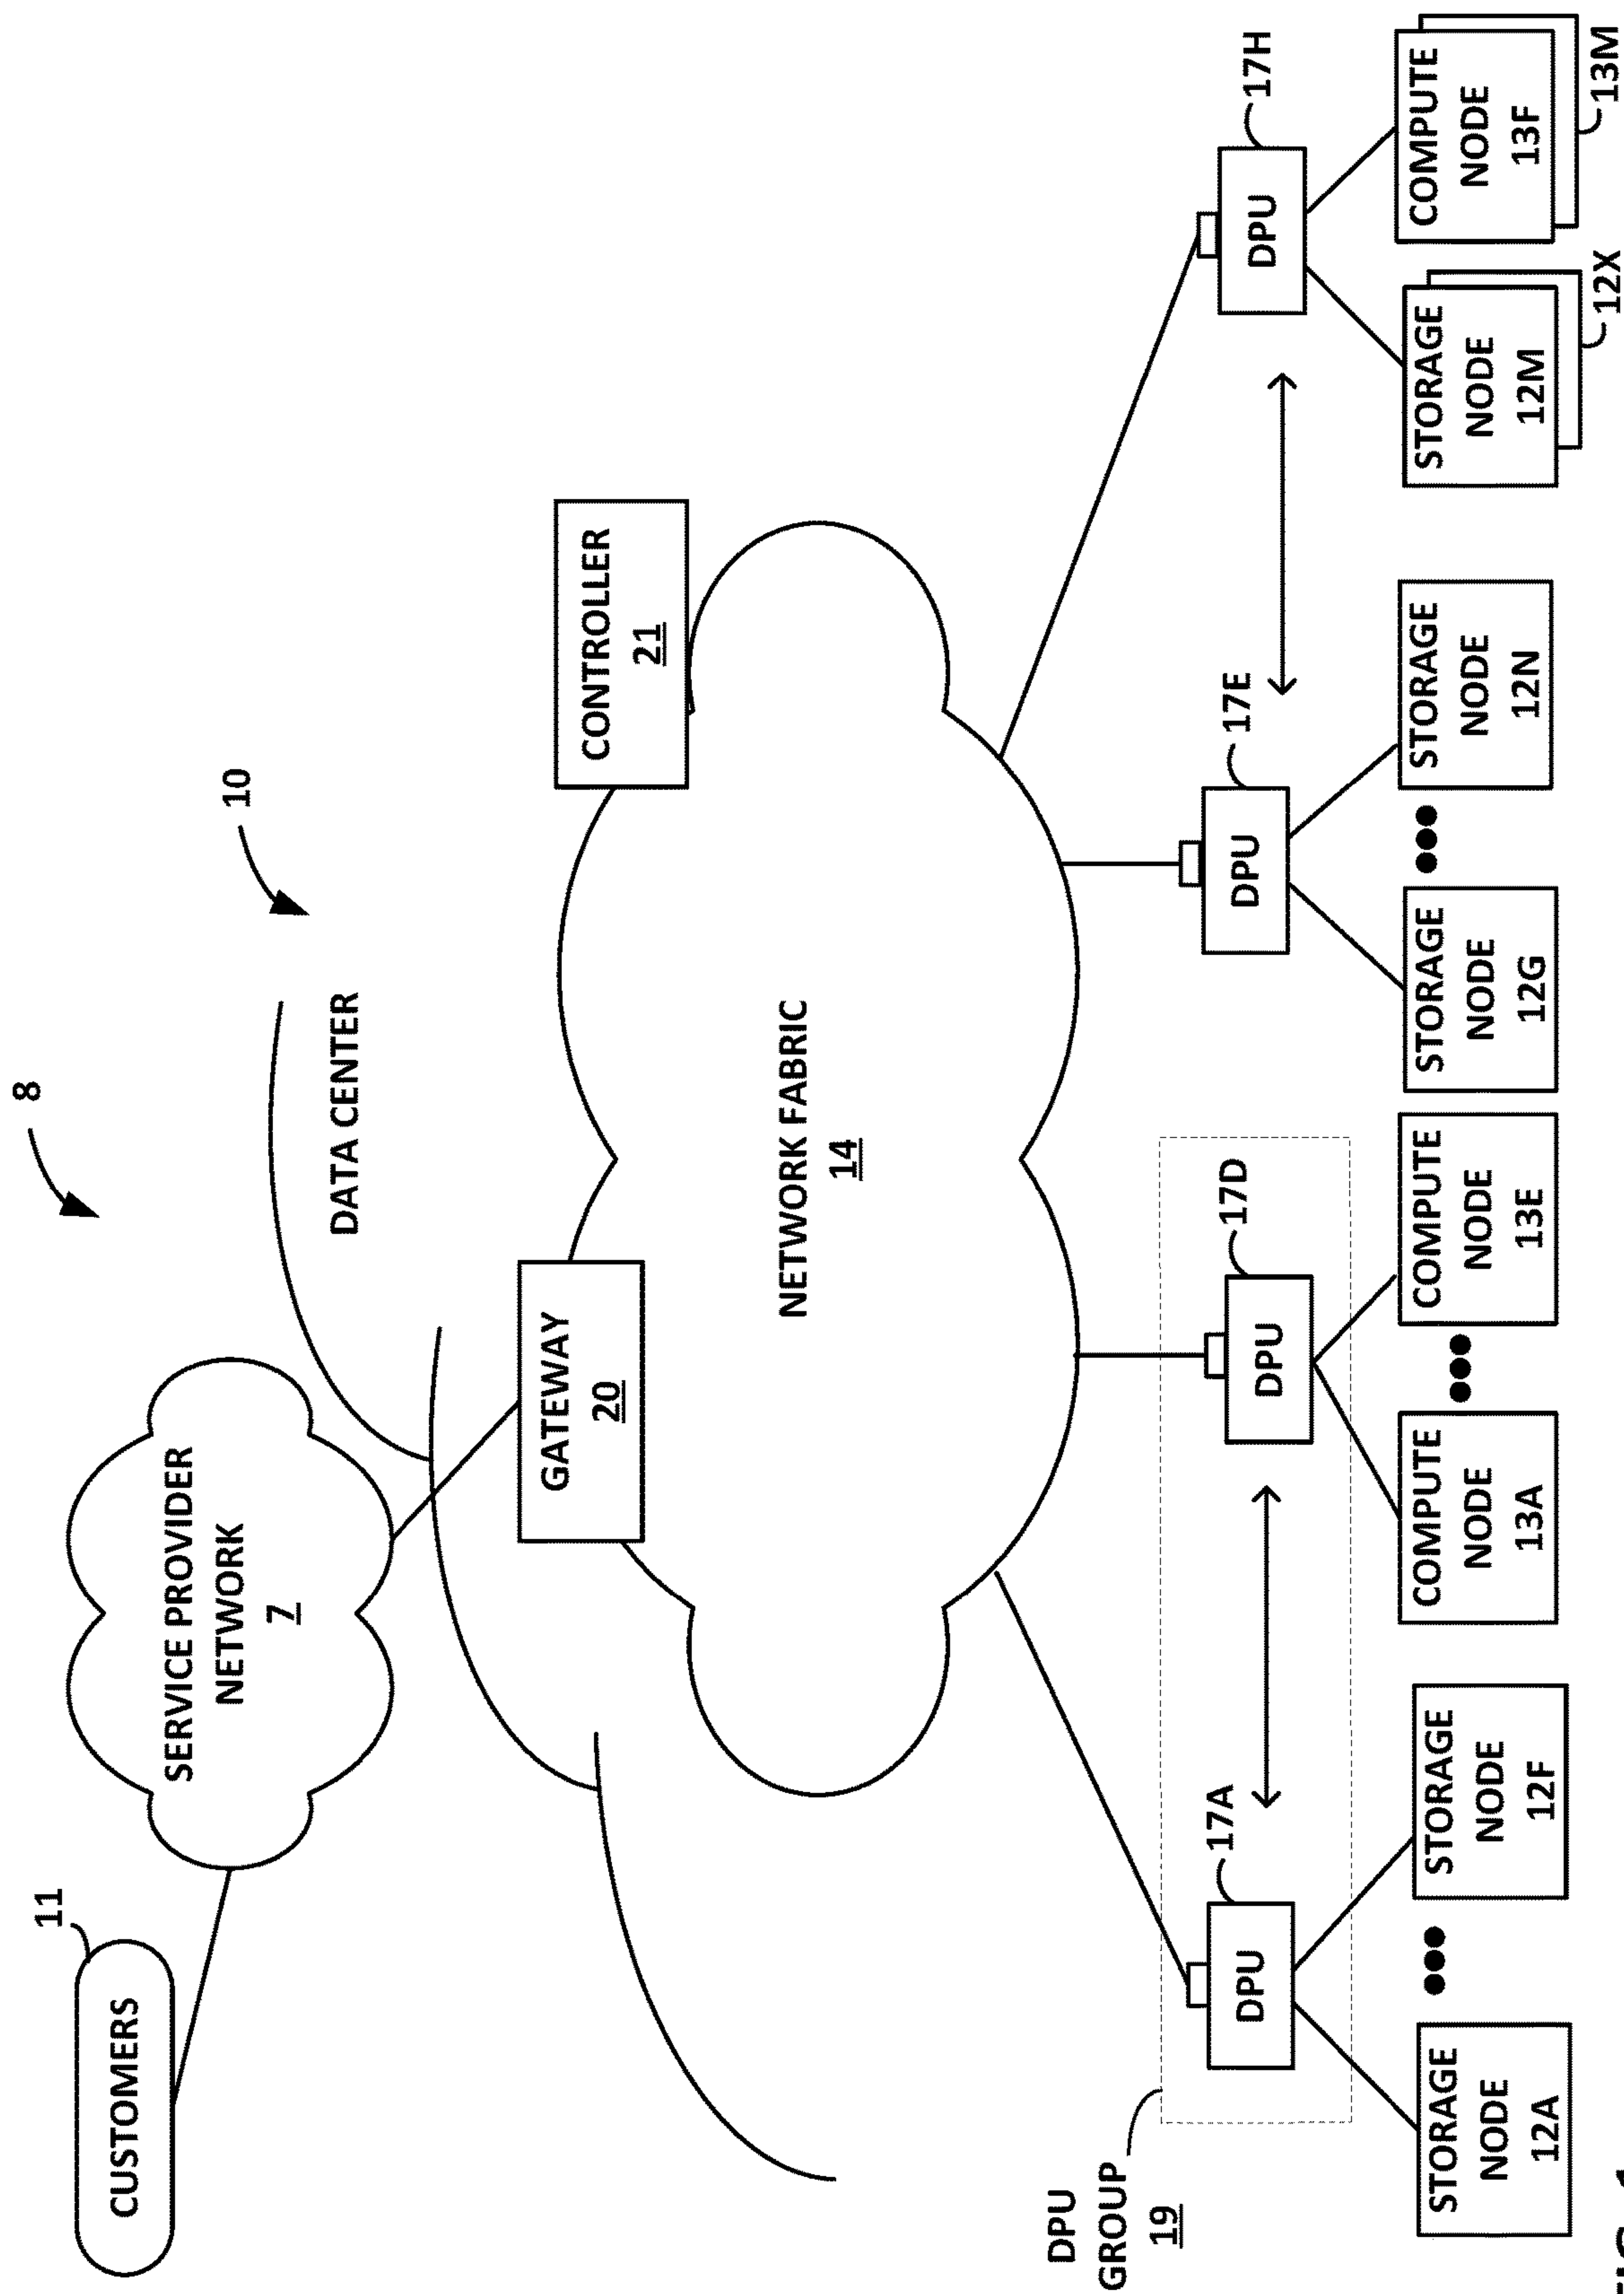 8
10
11
CUSTOMERS
SERVICE PROVIDER
NETWORK
7
DATA CENTER
GATEWAY
20
CONTROLLER
21
NETWORK FABRIC
14
DPU
GROUP
19
17A
DPU
17D
DPU
17E
DPU
17H
DPU
STORAGE
NODE
12A
STORAGE
NODE
12F
COMPUTE
NODE
13A
COMPUTE
NODE
13E
STORAGE
NODE
12G
STORAGE
NODE
12N
STORAGE
NODE
12M
12X
COMPUTE
NODE
13F
13M